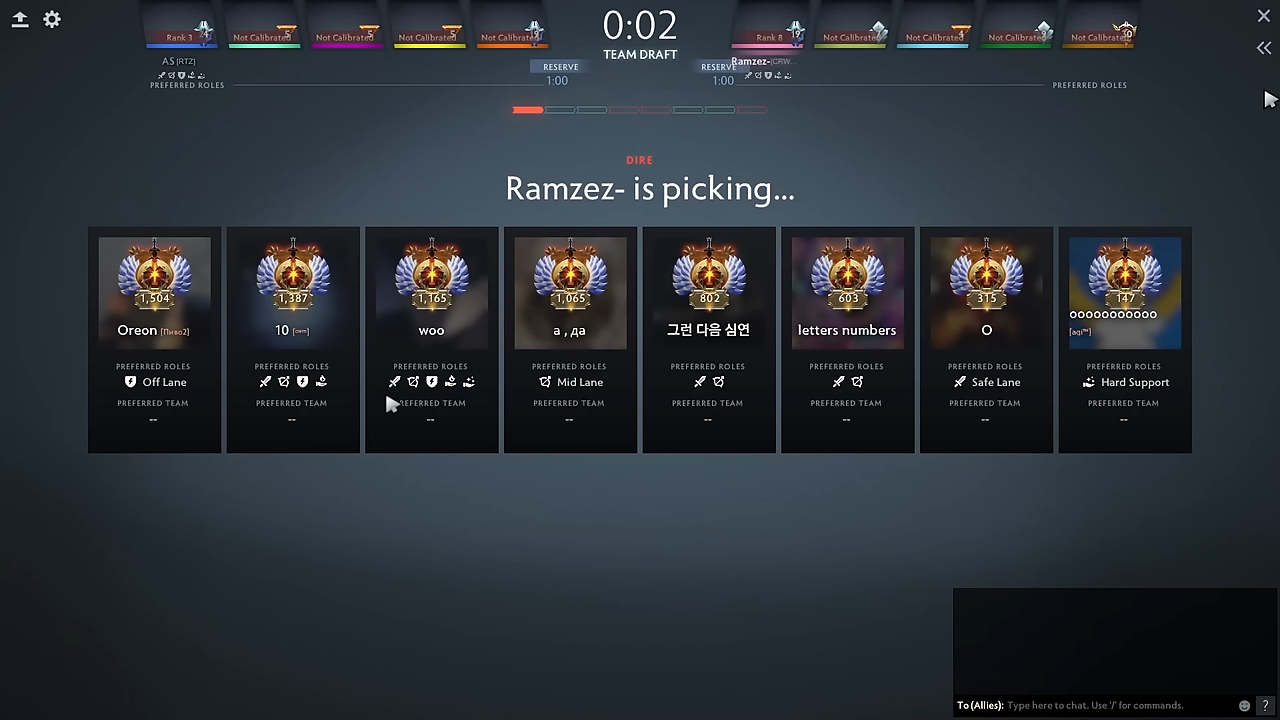 Rank 3
Not Calibrated
Not Calibrated
Not Calibrated
Not Calibrated
0:02
TEAM DRAFT
Rank 8
Not Calibrated
Not Calibrated
Not Calibrated
Not Calibrated
AS [RTZ]
Ramzez-
RESERVE
1:00
RESERVE
1:00
PREFERRED ROLES
PREFERRED ROLES
DIRE
Ramzez- is picking...
1,504
1,387
1,165
1,065
802
603
315
147
Oreon [Пиво2]
10
woo
а , да
그런 다음 심연
letters numbers
O
ooooooooooo
[aqi™]
PREFERRED ROLES
PREFERRED ROLES
PREFERRED ROLES
PREFERRED ROLES
PREFERRED ROLES
PREFERRED ROLES
PREFERRED ROLES
PREFERRED ROLES
Off Lane
Mid Lane
Safe Lane
Hard Support
PREFERRED TEAM
PREFERRED TEAM
PREFERRED TEAM
PREFERRED TEAM
PREFERRED TEAM
PREFERRED TEAM
PREFERRED TEAM
PREFERRED TEAM
--
--
--
--
--
--
--
--
To (Allies): Type here to chat. Use '/' for commands.
?